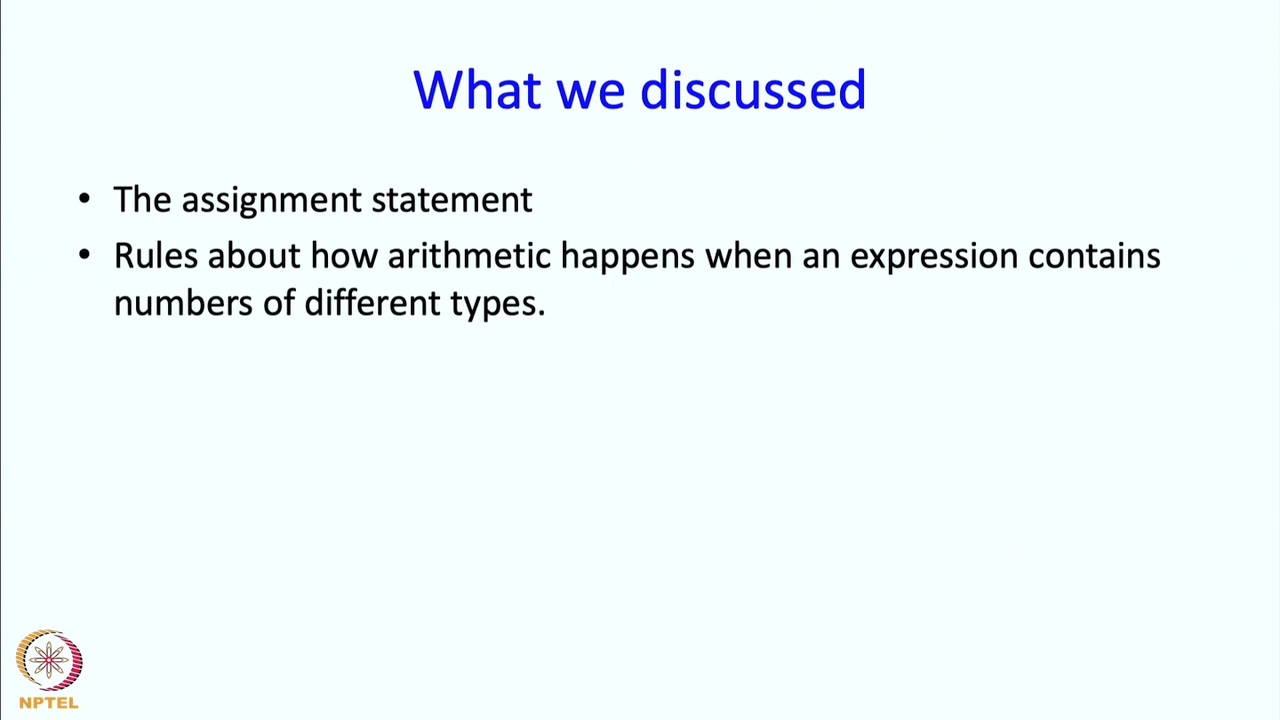 What we discussed
• The assignment statement
• Rules about how arithmetic happens when an expression contains
numbers of different types.
NPTEL